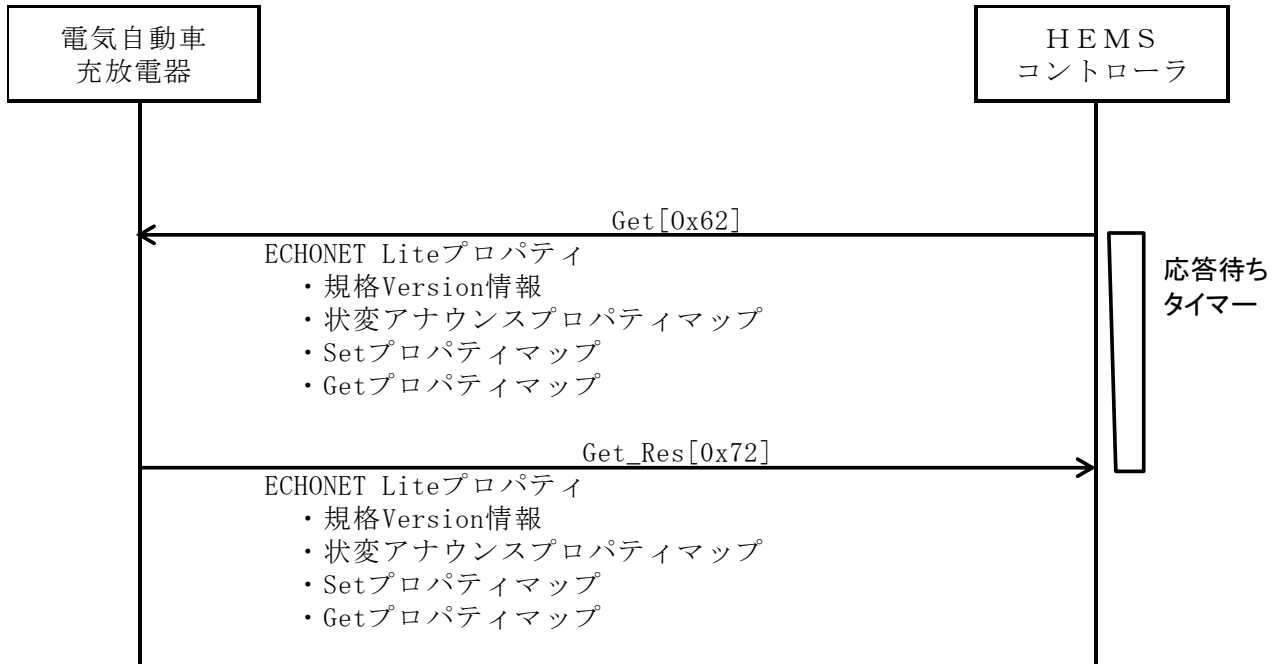 電気自動車
充放電器
ＨＥＭＳ
コントローラ
Get[0x62]
ECHONET Liteプロパティ
・規格Version情報
・状変アナウンスプロパティマップ
・Setプロパティマップ
・Getプロパティマップ
応答待ち
タイマー
Get_Res[0x72]
ECHONET Liteプロパティ
・規格Version情報
・状変アナウンスプロパティマップ
・Setプロパティマップ
・Getプロパティマップ